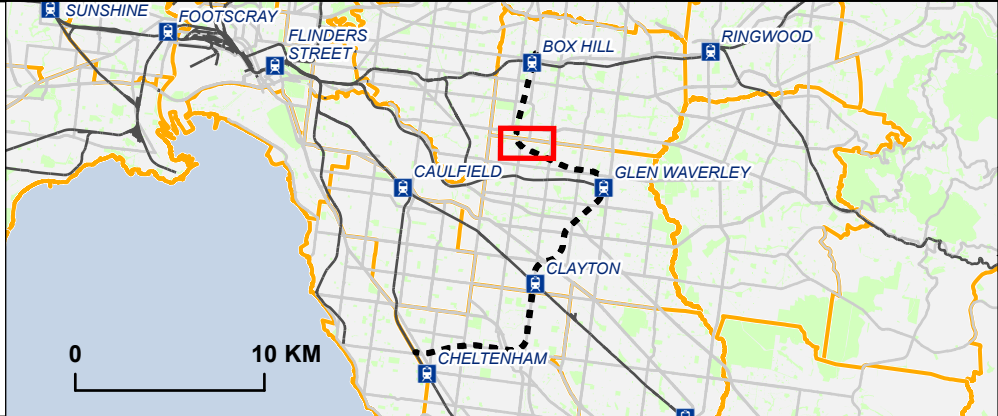 SUNSHINE
FOOTSCRAY
FLINDERS
STREET
BOX HILL
RINGWOOD
CAULFIELD
GLEN WAVERLEY
CLAYTON
0
10 KM
CHELTENHAM